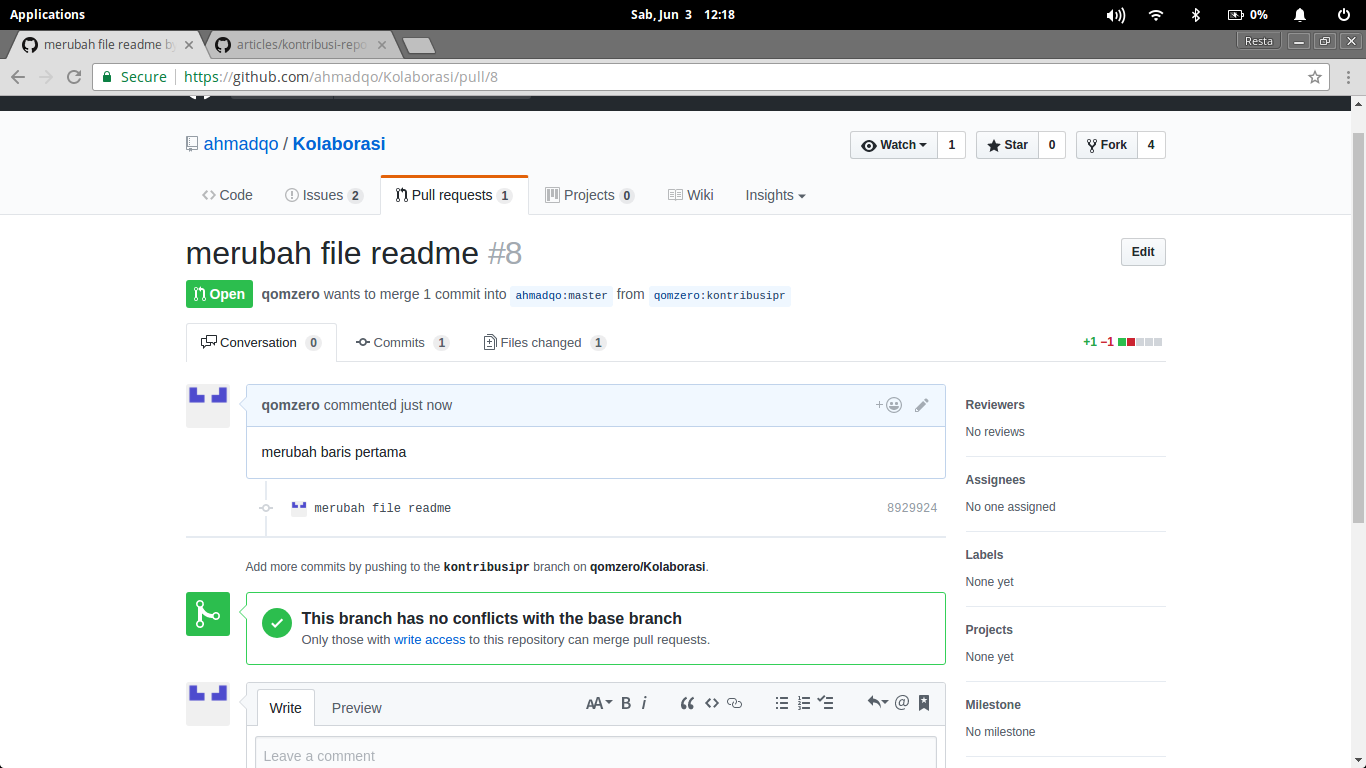 Applications Sab, Jun 3 12:18 0%
merubah file readme by articles/kontribusi-repo Resta
Secure https://github.com/ahmadqo/Kolaborasi/pull/8
ahmadqo / Kolaborasi Watch 1 Star 0 Fork 4
Code Issues 2 Pull requests 1 Projects 0 Wiki Insights
merubah file readme #8 Edit
Open qomzero wants to merge 1 commit into ahmadqo:master from qomzero:kontribusipr
Conversation 0 Commits 1 Files changed 1 +1 −1
qomzero commented just now
merubah baris pertama
merubah file readme 8929924
Add more commits by pushing to the kontribusipr branch on qomzero/Kolaborasi.
This branch has no conflicts with the base branch
Only those with write access to this repository can merge pull requests.
Write Preview AA B i @
Leave a comment
Reviewers
No reviews
Assignees
No one assigned
Labels
None yet
Projects
None yet
Milestone
No milestone